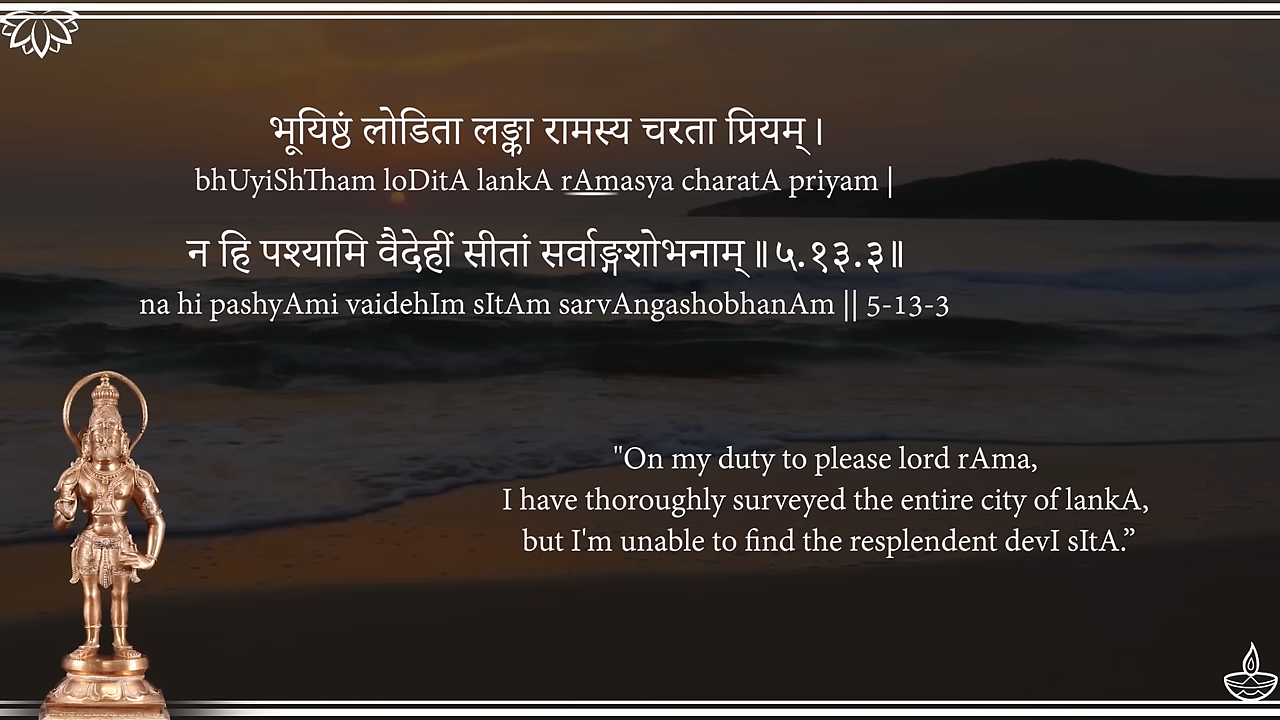 भूयिष्ठं लोडिता लङ्का रामस्य चरता प्रियम् ।
bhUyiShTham loDitA lankA rAmasya charatA priyam |
न हि पश्यामि वैदेहीं सीतां सर्वाङ्गशोभनाम् ॥ ५.१३.३॥
na hi pashyAmi vaidehIm sItAm sarvAngashobhanAm || 5-13-3
"On my duty to please lord rAma,
I have thoroughly surveyed the entire city of lankA,
but I'm unable to find the resplendent devI sItA.”